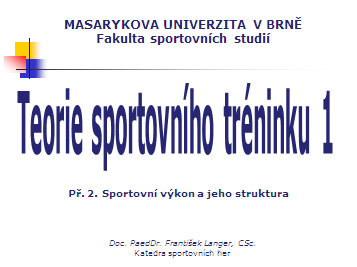 MASARYKOVA UNIVERZITA V BRNĚ
Fakulta sportovních studií
Teorie sportovního tréninku 1
Př. 2. Sportovní výkon a jeho struktura
Doc. PaedDr. František Langer, CSc.
Katedra sportovních her